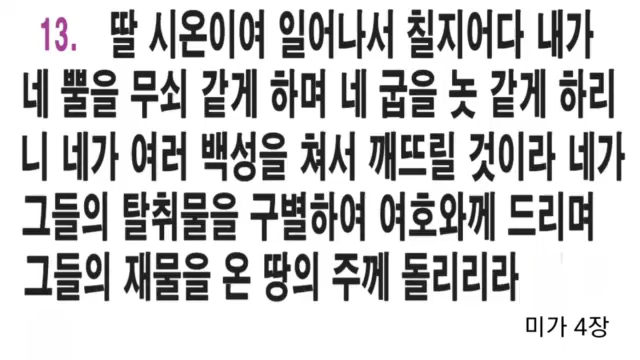 13. 딸 시온이여 일어나서 칠지어다 내가
네 뿔을 무쇠 같게 하며 네 굽을 놋 같게 하리
니 네가 여러 백성을 쳐서 깨뜨릴 것이라 네가
그들의 탈취물을 구별하여 여호와께 드리며
그들의 재물을 온 땅의 주께 돌리리라
미가 4장